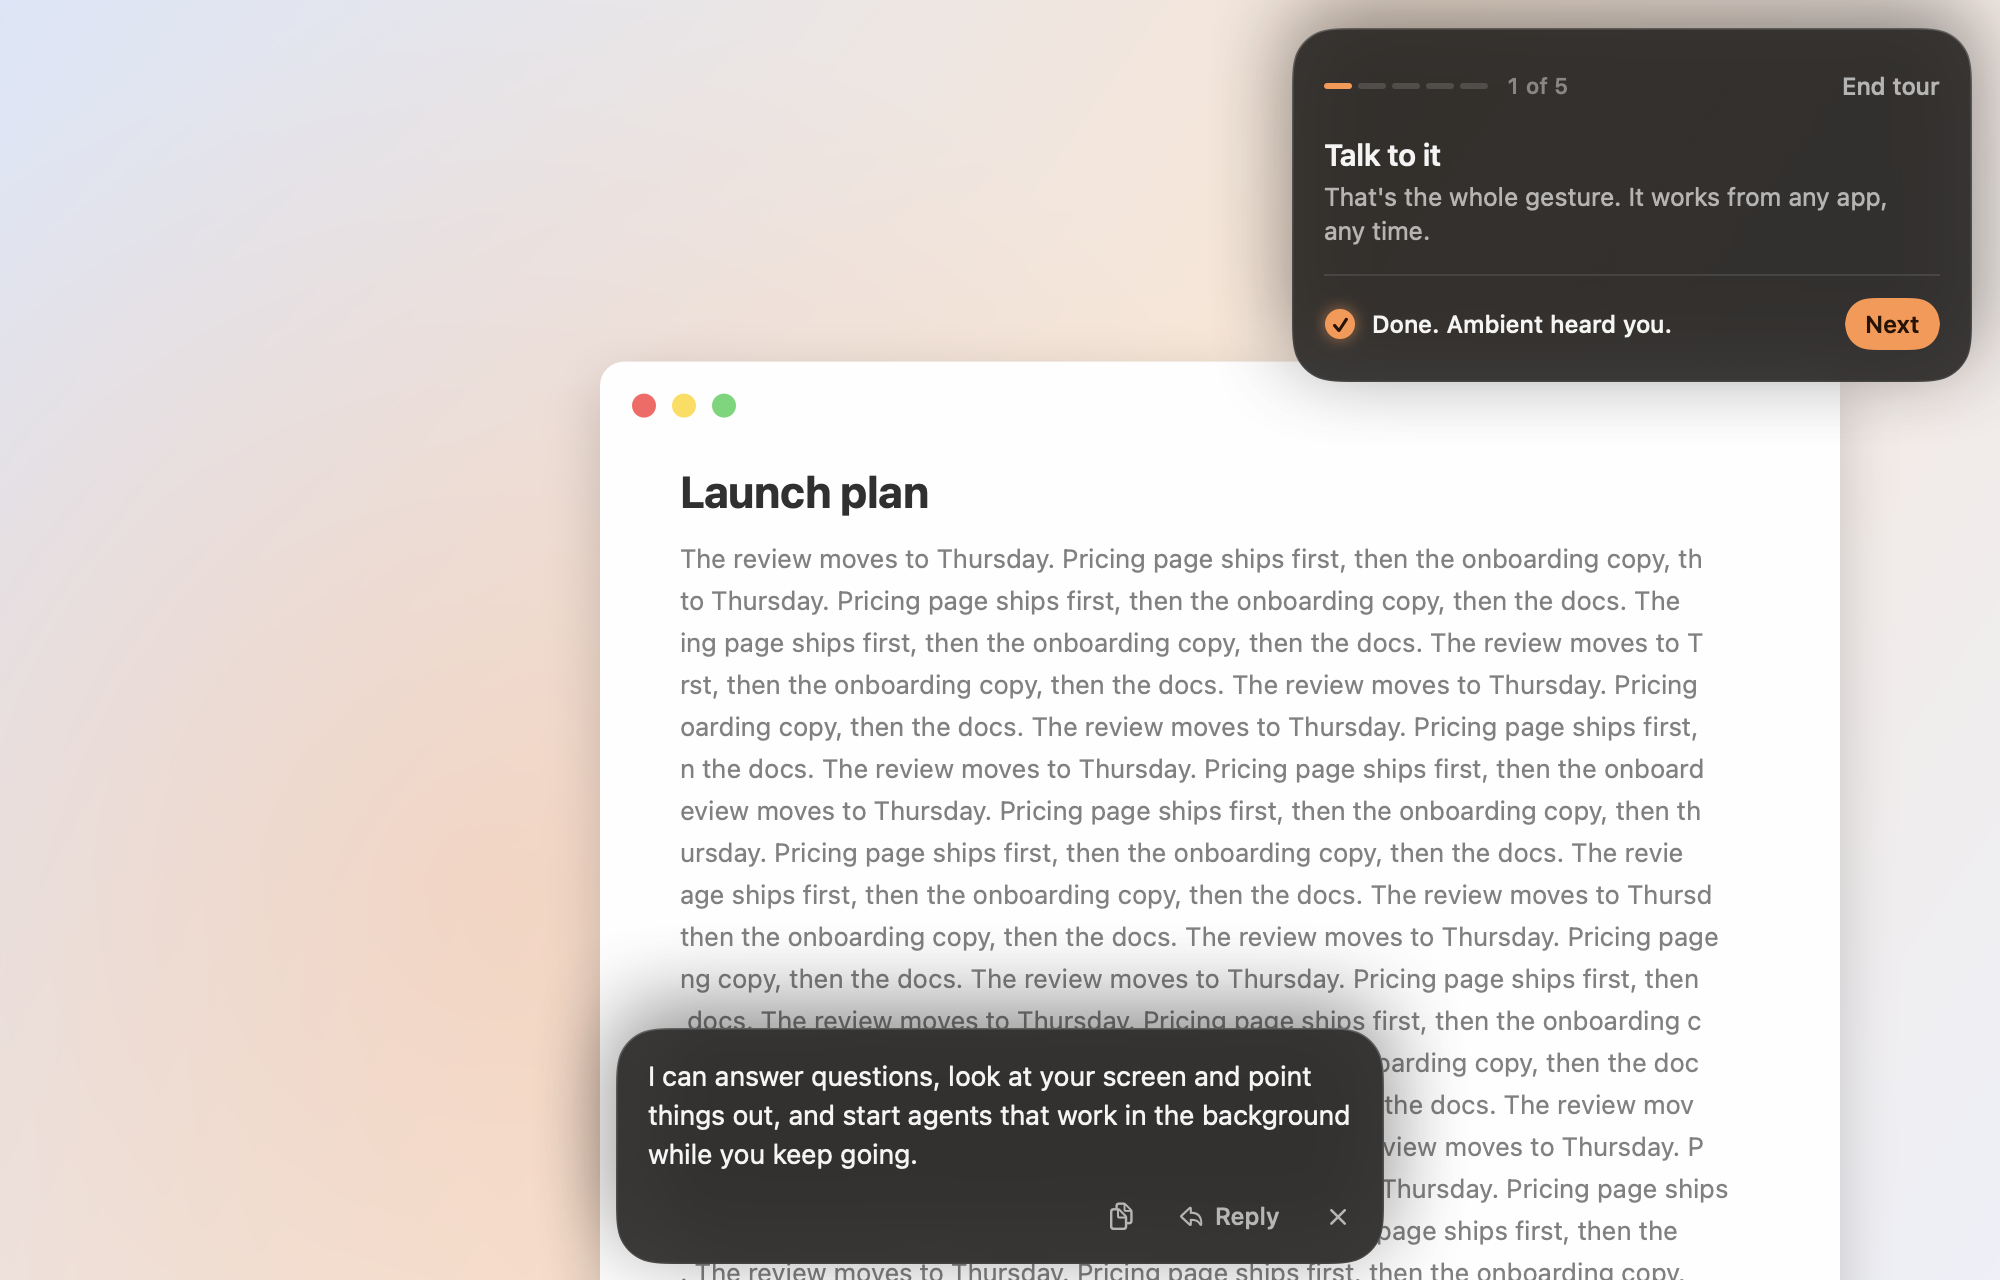 1 of 5
End tour
Talk to it
That's the whole gesture. It works from any app,
any time.
Done. Ambient heard you.
Next
Launch plan
The review moves to Thursday. Pricing page ships first, then the onboarding copy, th
to Thursday. Pricing page ships first, then the onboarding copy, then the docs. The
ing page ships first, then the onboarding copy, then the docs. The review moves to T
rst, then the onboarding copy, then the docs. The review moves to Thursday. Pricing
oarding copy, then the docs. The review moves to Thursday. Pricing page ships first,
n the docs. The review moves to Thursday. Pricing page ships first, then the onboard
eview moves to Thursday. Pricing page ships first, then the onboarding copy, then th
ursday. Pricing page ships first, then the onboarding copy, then the docs. The revie
age ships first, then the onboarding copy, then the docs. The review moves to Thursd
then the onboarding copy, then the docs. The review moves to Thursday. Pricing page
ng copy, then the docs. The review moves to Thursday. Pricing page ships first, then
docs. The review moves to Thursday. Pricing page ships first, then the onboarding c
oarding copy, then the doc
the docs. The review mov
view moves to Thursday. P
Thursday. Pricing page ships
page ships first, then the
. The review moves to Thursday. Pricing page ships first, then the onboarding copy,
I can answer questions, look at your screen and point
things out, and start agents that work in the background
while you keep going.
Reply